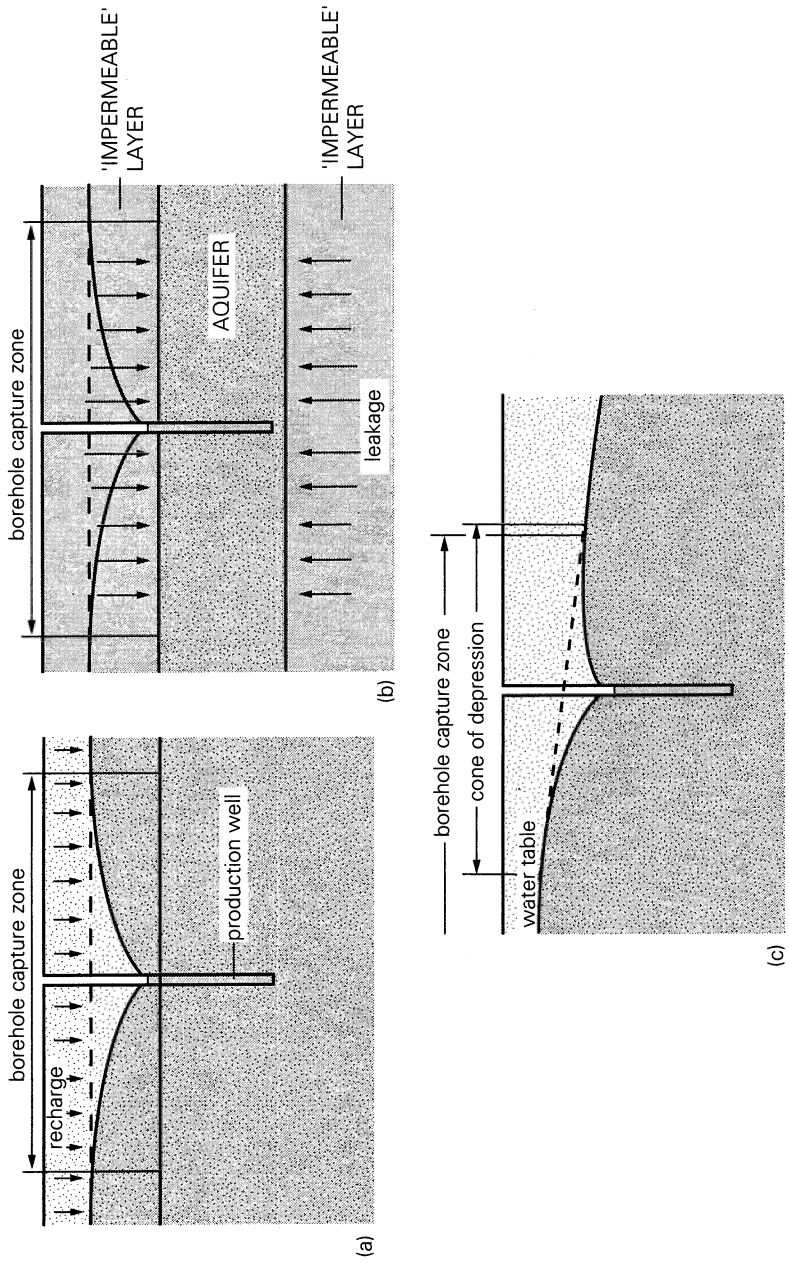 borehole capture zone
recharge
production well
(a)
borehole capture zone
'IMPERMEABLE'
LAYER
AQUIFER
'IMPERMEABLE'
LAYER
leakage
(b)
borehole capture zone
cone of depression
water table
(c)